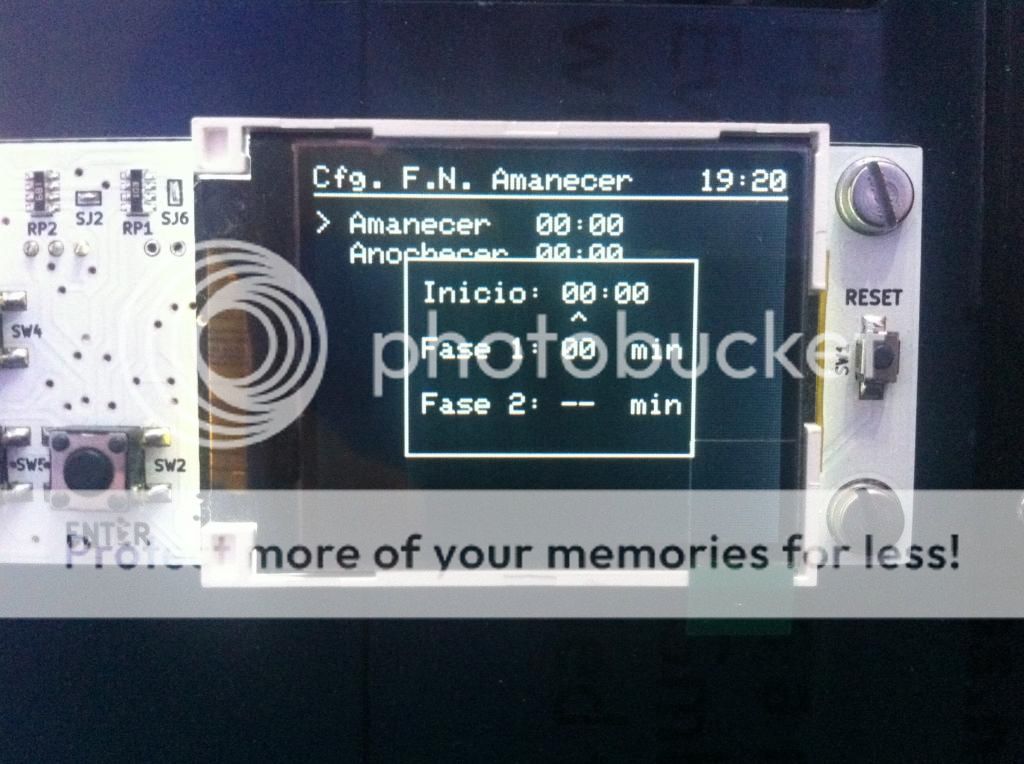 Cfg. F.N. Amanecer 19:20
> Amanecer 00:00
Anochecer 00:00
Inicio: 00:00
^
Fase 1: 00 min
Fase 2: -- min
RP2
SJ2
RP1
SJ6
SW4
SW5
SW2
ENTER
RESET
SW1
photobucket
Protect more of your memories for less!